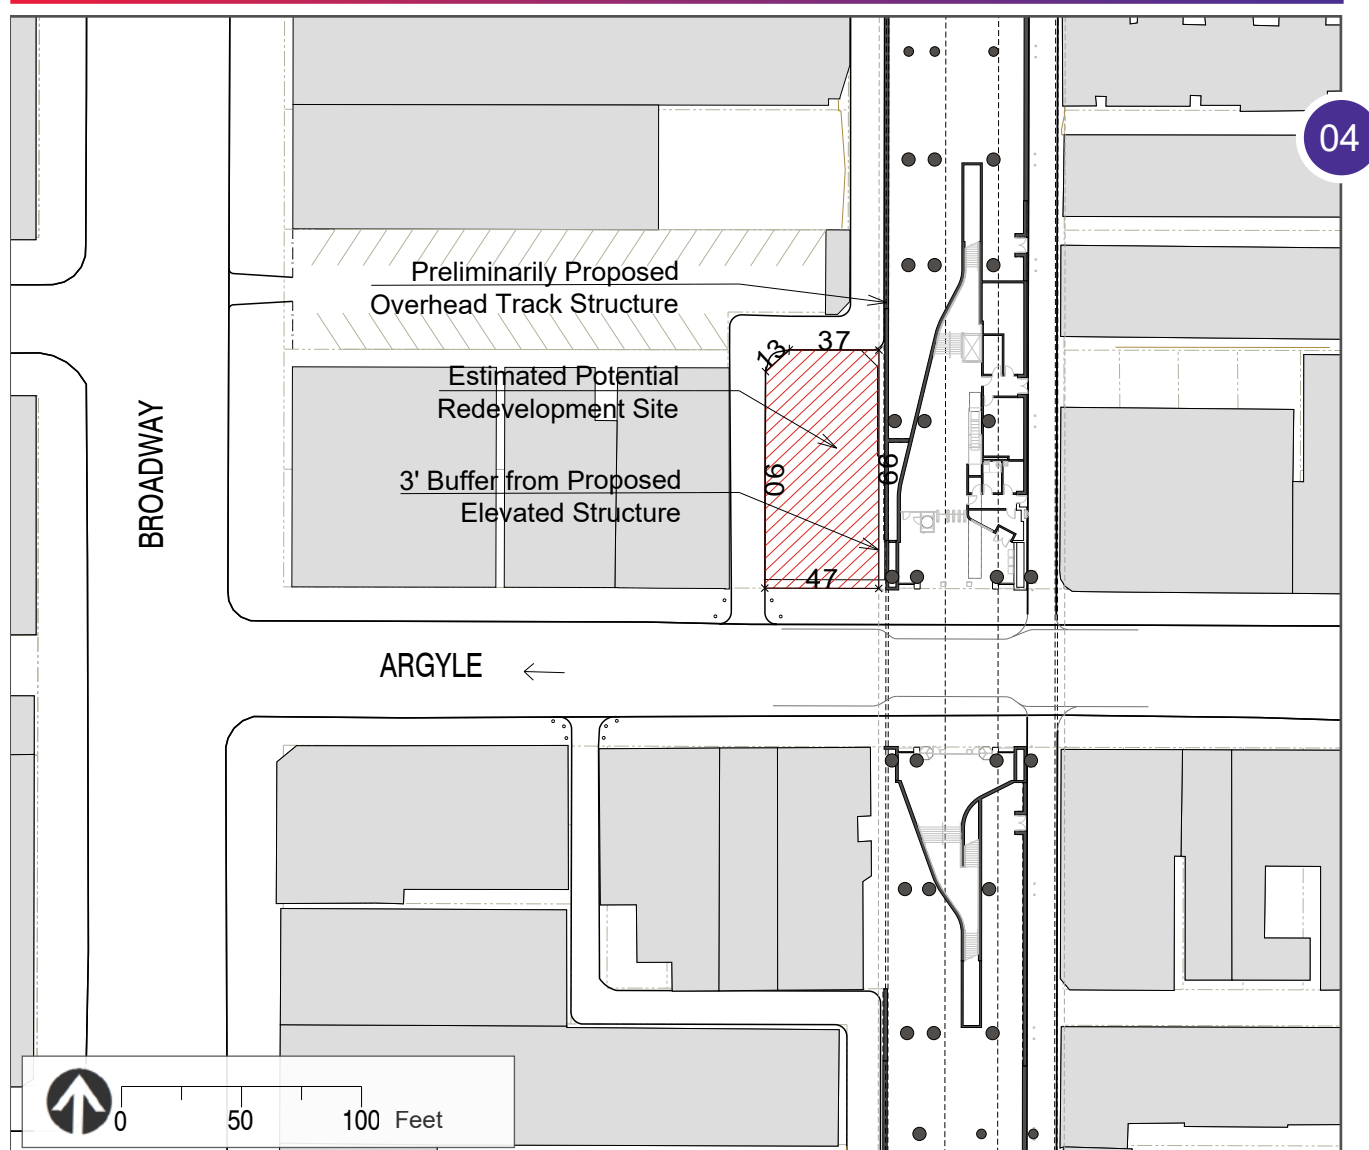 04
Preliminarily Proposed
Overhead Track Structure
13
37
Estimated Potential
Redevelopment Site
BROADWAY
90
99
3' Buffer from Proposed
Elevated Structure
47
ARGYLE
0 50 100 Feet